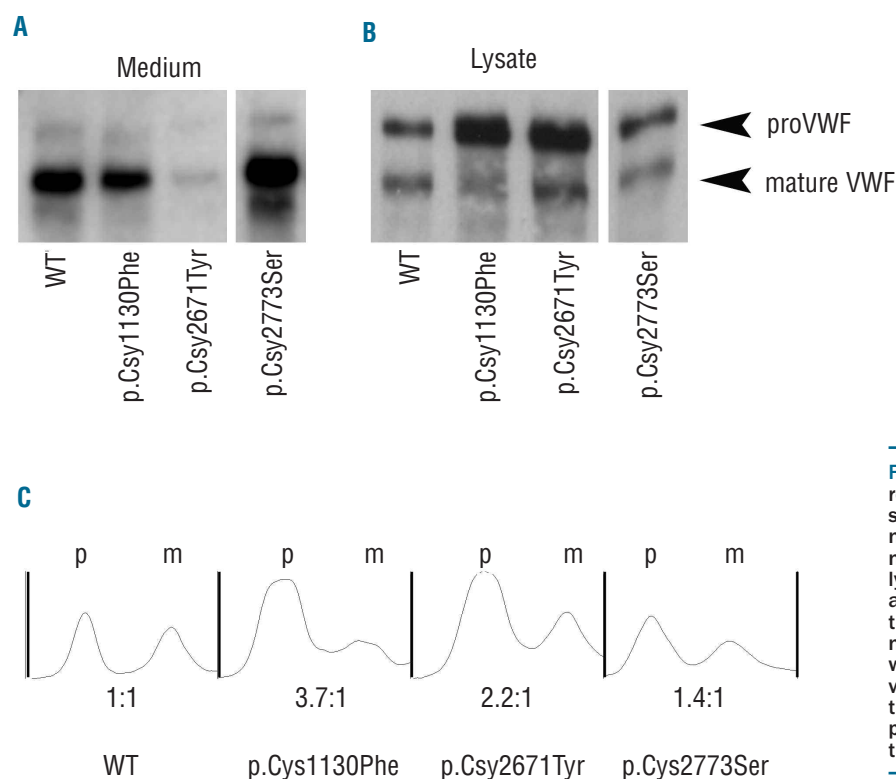 A
Medium
WT
p.Csy1130Phe
p.Csy2671Tyr
p.Csy2773Ser
B
Lysate
proVWF
mature VWF
WT
p.Csy1130Phe
p.Csy2671Tyr
p.Csy2773Ser
C
p m p m p m p m
1:1 3.7:1 2.2:1 1.4:1
WT p.Cys1130Phe p.Csy2671Tyr p.Cys2773Ser